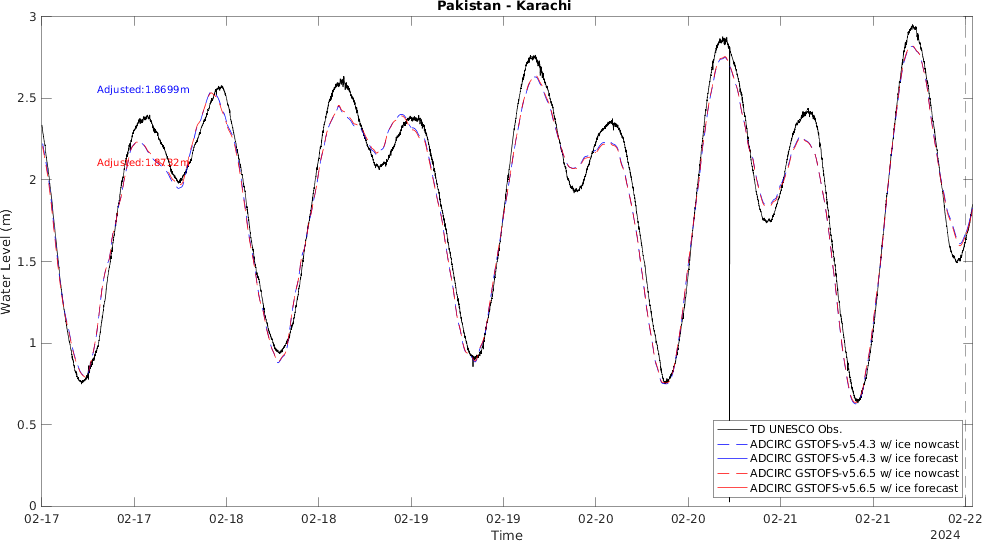 Pakistan - Karachi
3
2.5
2
1.5
1
0.5
0
Water Level (m)
Adjusted:1.8699m
Adjusted:1.8732m
TD UNESCO Obs.
ADCIRC GSTOFS-v5.4.3 w/ ice nowcast
ADCIRC GSTOFS-v5.4.3 w/ ice forecast
ADCIRC GSTOFS-v5.6.5 w/ ice nowcast
ADCIRC GSTOFS-v5.6.5 w/ ice forecast
02-17 02-17 02-18 02-18 02-19 02-19 02-20 02-20 02-21 02-21 02-22
Time
2024